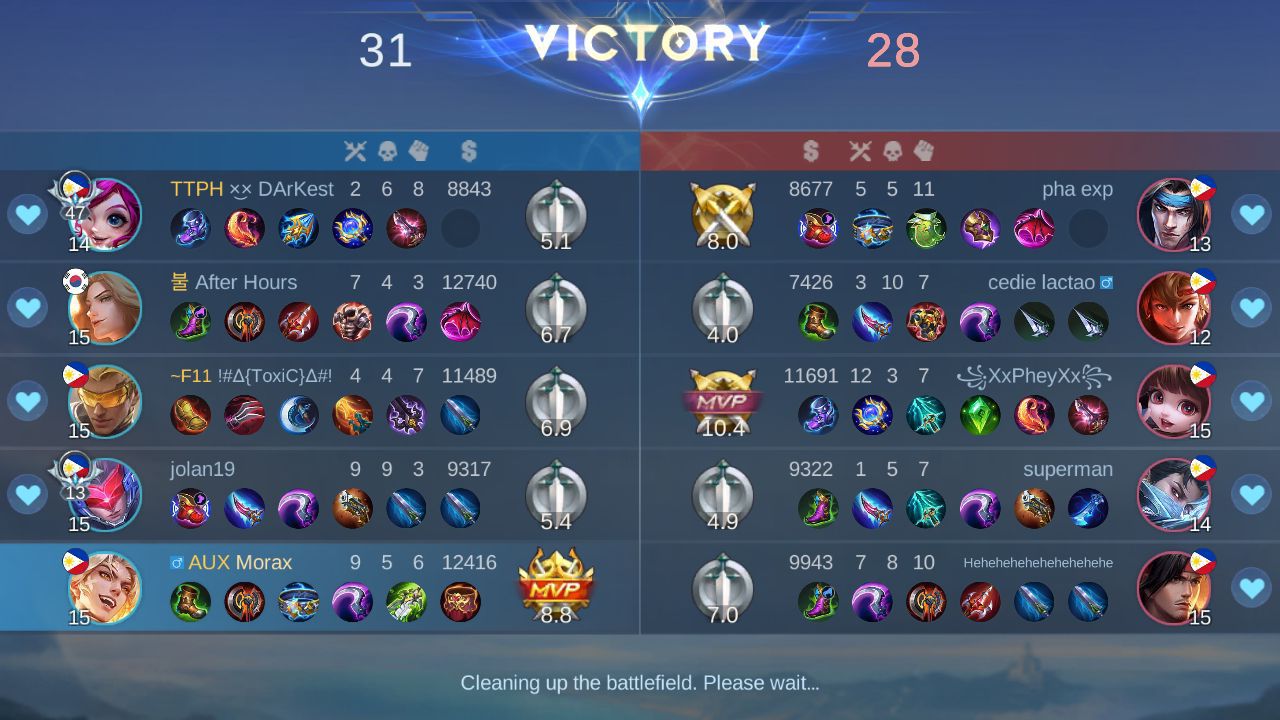 31 VICTORY 28
TTPH ×͜× DArKest 2 6 8 8843
47
14
5.1
8677 5 5 11 pha exp
8.0
13
불 After Hours 7 4 3 12740
15
6.7
7426 3 10 7 cedie lactao ♂
4.0
12
~F11 !#Δ{ToxiC}Δ#! 4 4 7 11489
15
6.9
11691 12 3 7 ꧁XxPheyXx꧂
MVP
10.4
15
jolan19 9 9 3 9317
13
15
5.4
9322 1 5 7 superman
4.9
14
♂ AUX Morax 9 5 6 12416
15
MVP
8.8
9943 7 8 10 Hehehehehehehehehe
7.0
15
Cleaning up the battlefield. Please wait...